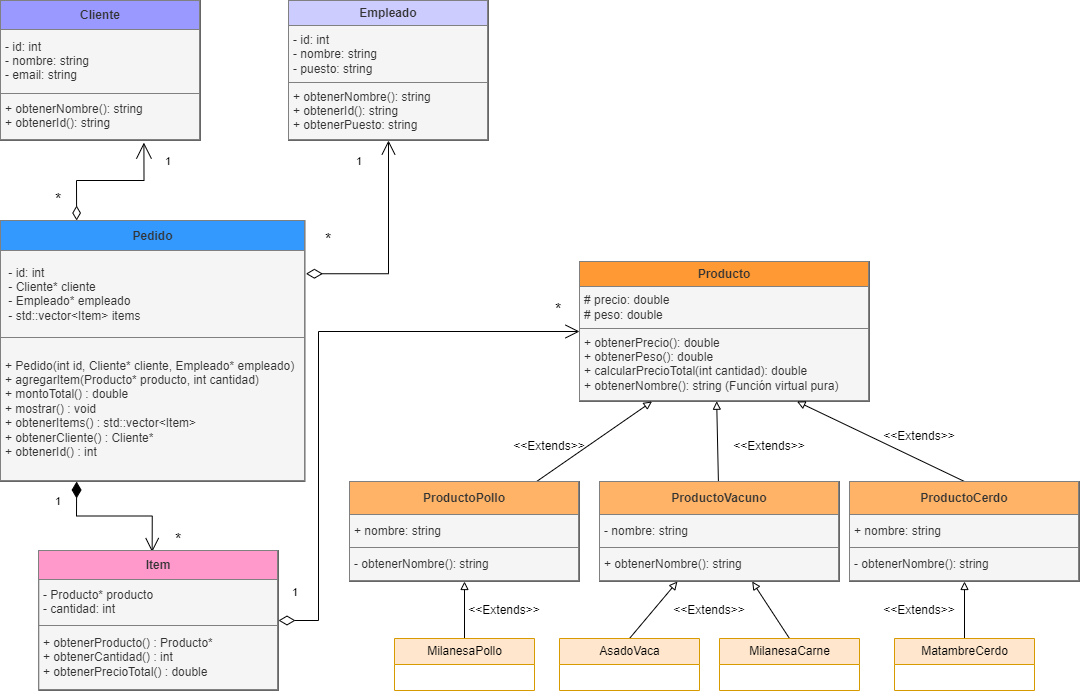 Cliente
- id: int
- nombre: string
- email: string
+ obtenerNombre(): string
+ obtenerId(): string
Empleado
- id: int
- nombre: string
- puesto: string
+ obtenerNombre(): string
+ obtenerId(): string
+ obtenerPuesto: string
1
*
1
*
Pedido
- id: int
- Cliente* cliente
- Empleado* empleado
- std::vector<Item> items
+ Pedido(int id, Cliente* cliente, Empleado* empleado)
+ agregarItem(Producto* producto, int cantidad)
+ montoTotal() : double
+ mostrar() : void
+ obtenerItems() : std::vector<Item>
+ obtenerCliente() : Cliente*
+ obtenerId() : int
1
*
Item
- Producto* producto
- cantidad: int
+ obtenerProducto() : Producto*
+ obtenerCantidad() : int
+ obtenerPrecioTotal() : double
1
*
Producto
# precio: double
# peso: double
+ obtenerPrecio(): double
+ obtenerPeso(): double
+ calcularPrecioTotal(int cantidad): double
+ obtenerNombre(): string (Función virtual pura)
<<Extends>>
<<Extends>>
<<Extends>>
ProductoPollo
+ nombre: string
- obtenerNombre(): string
ProductoVacuno
- nombre: string
+ obtenerNombre(): string
ProductoCerdo
+ nombre: string
- obtenerNombre(): string
<<Extends>>
<<Extends>>
<<Extends>>
MilanesaPollo
AsadoVaca
MilanesaCarne
MatambreCerdo